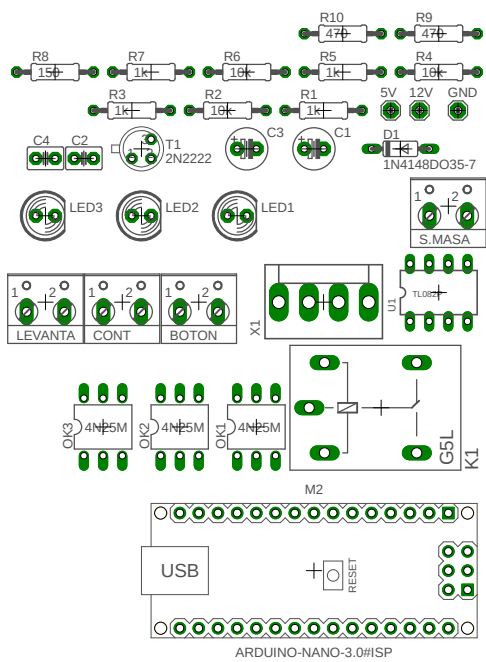 R10 R9
470 470
R8 R7 R6 R5 R4
150 1k 10k 1k 10k
5V 12V GND
R3 R2 R1
1k 10k 1k
C4 C2 T1 C3 C1 D1
2N2222
1N4148DO35-7
LED3 LED2 LED1
1 2
S.MASA
1 2 1 2 1 2
LEVANTA CONT BOTON
X1
U1
TL082P
OK3 4N25M OK2 4N25M OK1 4N25M
G5L
K1
M2
USB
RESET
ARDUINO-NANO-3.0#ISP